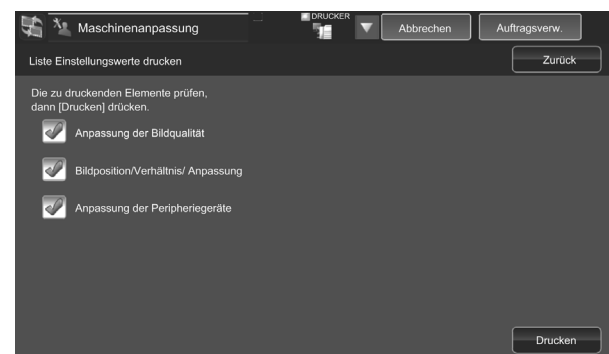 Maschinenanpassung
DRUCKER
Abbrechen
Auftragsverw.
Liste Einstellungswerte drucken
Zurück
Die zu druckenden Elemente prüfen,
dann [Drucken] drücken.
Anpassung der Bildqualität
Bildposition/Verhältnis/ Anpassung
Anpassung der Peripheriegeräte
Drucken